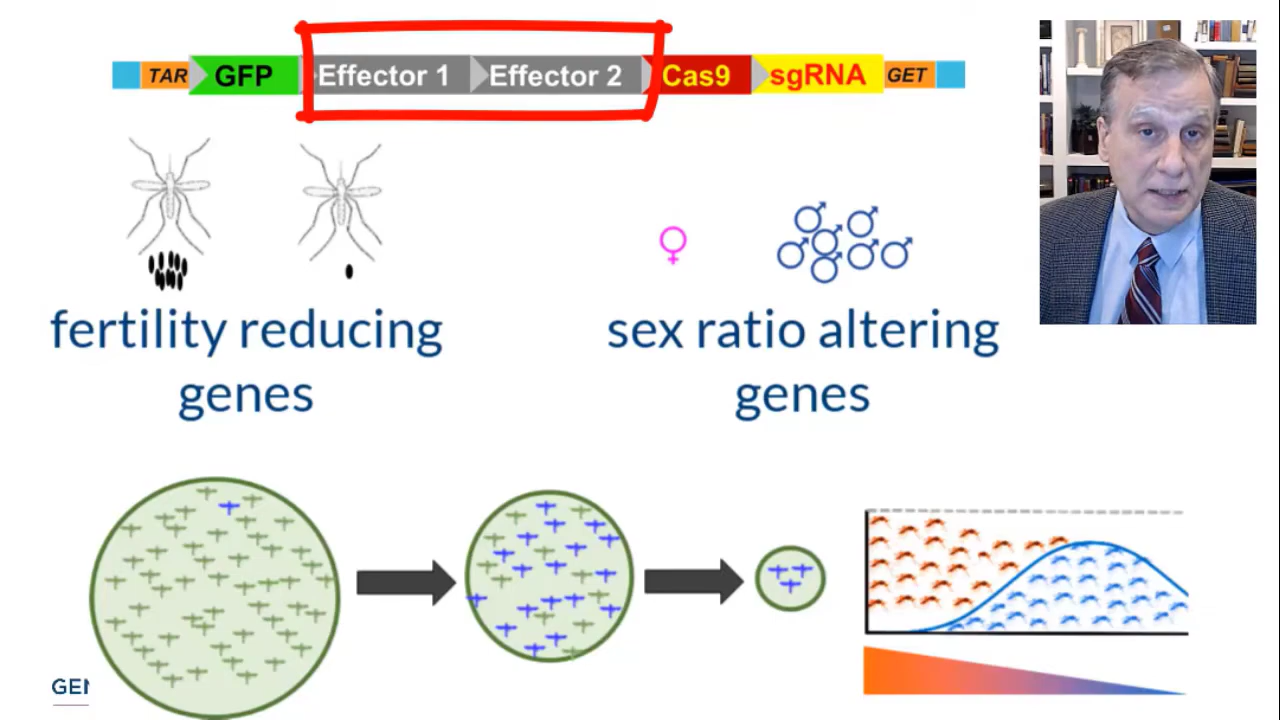 TAR GFP Effector 1 Effector 2 Cas9 sgRNA GET
fertility reducing
genes
sex ratio altering
genes
GEN